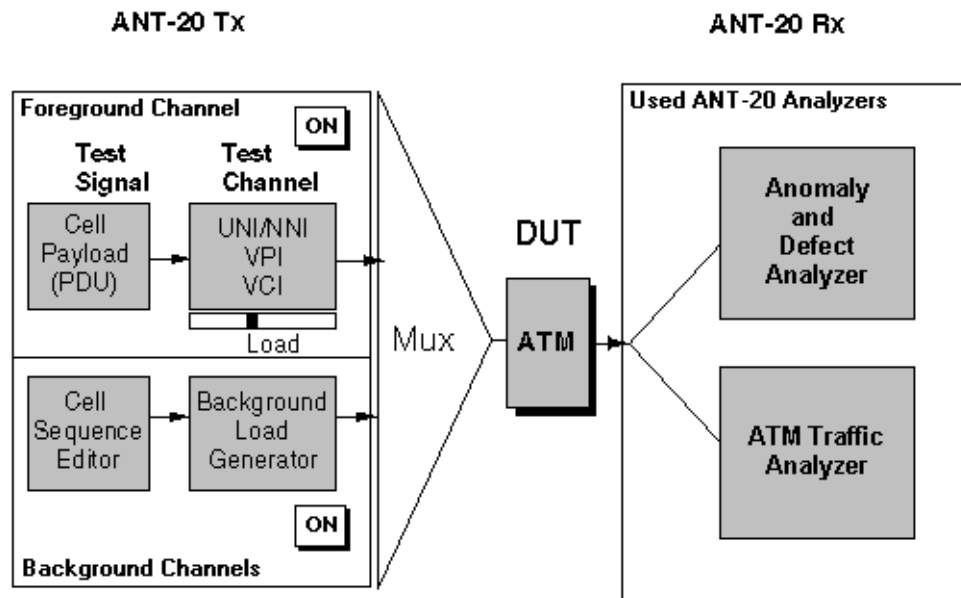 ANT-20 Tx
ANT-20 Rx
Foreground Channel
ON
Test
Signal
Test
Channel
Cell
Payload
(PDU)
UNI/NNI
VPI
VCI
Load
Cell
Sequence
Editor
Background
Load
Generator
ON
Background Channels
Mux
DUT
ATM
Used ANT-20 Analyzers
Anomaly
and
Defect
Analyzer
ATM Traffic
Analyzer